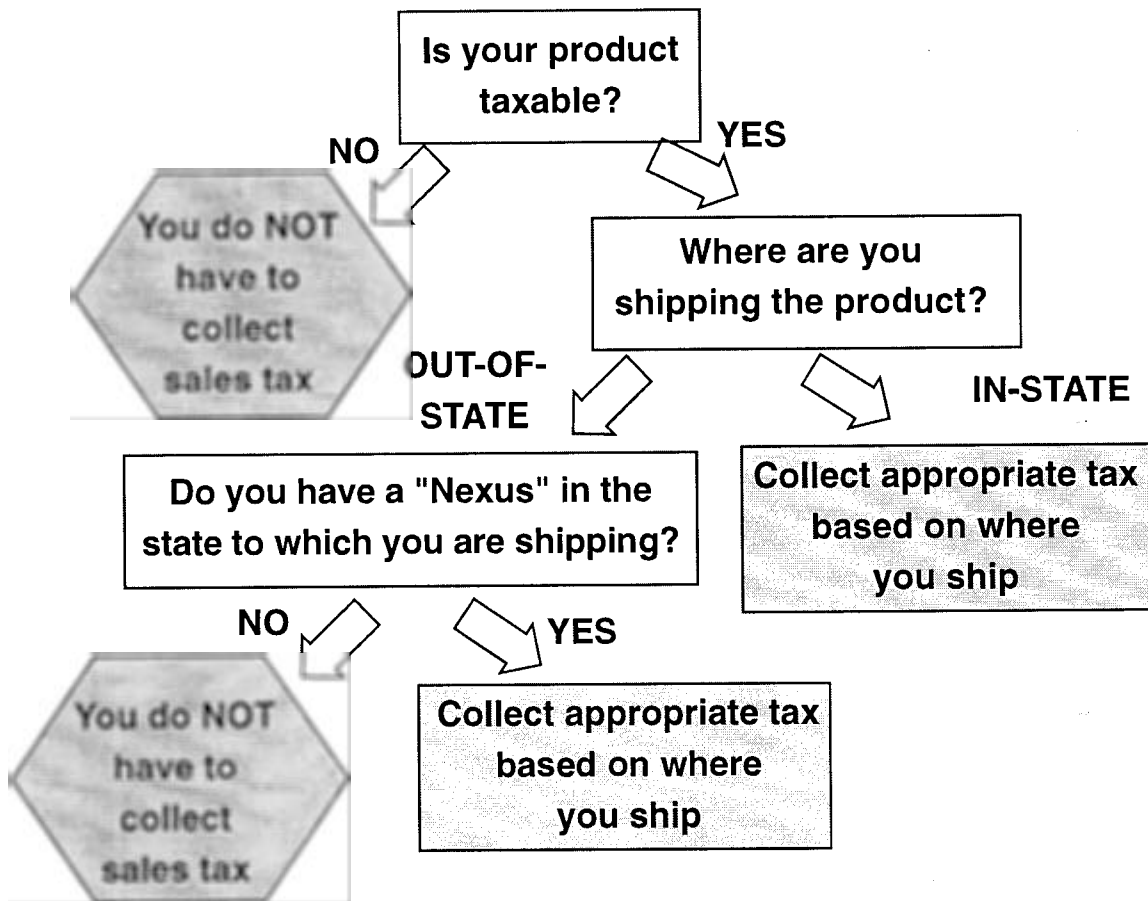 Is your product
taxable?
NO
YES
You do NOT
have to
collect
sales tax
Where are you
shipping the product?
OUT-OF-
STATE
IN-STATE
Do you have a "Nexus" in the
state to which you are shipping?
Collect appropriate tax
based on where
you ship
NO
YES
You do NOT
have to
collect
sales tax
Collect appropriate tax
based on where
you ship